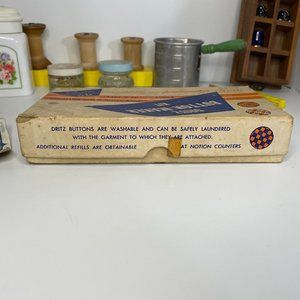 DRITZ BUTTONS ARE WASHABLE AND CAN BE SAFELY LAUNDERED
WITH THE GARMENT TO WHICH THEY ARE ATTACHED.
ADDITIONAL REFILLS ARE OBTAINABLE AT NOTION COUNTERS